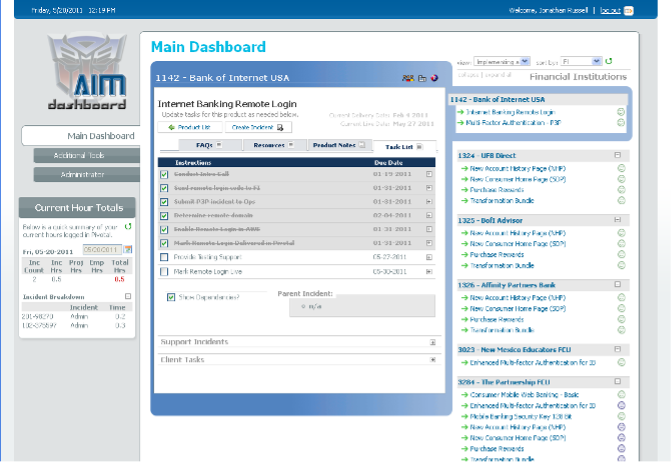 Friday, 5/20/2011 12:19 PM
Welcome, Jonathan Russell | log out
AIM
dashboard
Main Dashboard
Additional Tools
Administrator
Current Hour Totals
Below is a quick summary of your
current hours logged in Pivotal.
Fri, 05-20-2011 05/20/2011
Inc Inc Proj Emp Total
Count Hrs Hrs Hrs Hrs
2 0.5 0.5
Incident Breakdown
Incident Time
201-98270 Admin 0.2
102-376597 Admin 0.3
Main Dashboard
1142 - Bank of Internet USA
Internet Banking Remote Login
Update tasks for this product as needed below.
Current Delivery Date: Feb 4 2011
Current Live Date: May 27 2011
Product List Create Incident
FAQs Resources Product Notes Task List
Instructions Due Date
Conduct Intro Call 01-19-2011
Send remote login code to FI 01-31-2011
Submit P3P incident to Ops 01-31-2011
Determine remote domain 02-04-2011
Enable Remote Login in AIMS 01-31-2011
Mark Remote Login Delivered in Pivotal 01-31-2011
Provide Testing Support 05-27-2011
Mark Remote Login Live 05-30-2011
Show Dependencies?
Parent Incident:
n/a
Support Incidents
Client Tasks
view: Implementing sort by: FI
collapse | expand all Financial Institutions
1142 - Bank of Internet USA
Internet Banking Remote Login
Multi-Factor Authentication - P3P
1324 - UFB Direct
New Account History Page (NHP)
New Consumer Home Page (SDP)
Purchase Rewards
Transformation Bundle
1325 - BofI Advisor
New Account History Page (NHP)
New Consumer Home Page (SDP)
Purchase Rewards
Transformation Bundle
1326 - Affinity Partners Bank
New Account History Page (NHP)
New Consumer Home Page (SDP)
Purchase Rewards
Transformation Bundle
3023 - New Mexico Educators FCU
Enhanced Multi-factor Authentication for IO
3284 - The Partnership FCU
Consumer Mobile Web Banking - Basic
Enhanced Multi-factor Authentication for IO
Mobile Banking Security Key 128 Bit
New Account History Page (NHP)
New Consumer Home Page (SDP)
Purchase Rewards
Transformation Bundle